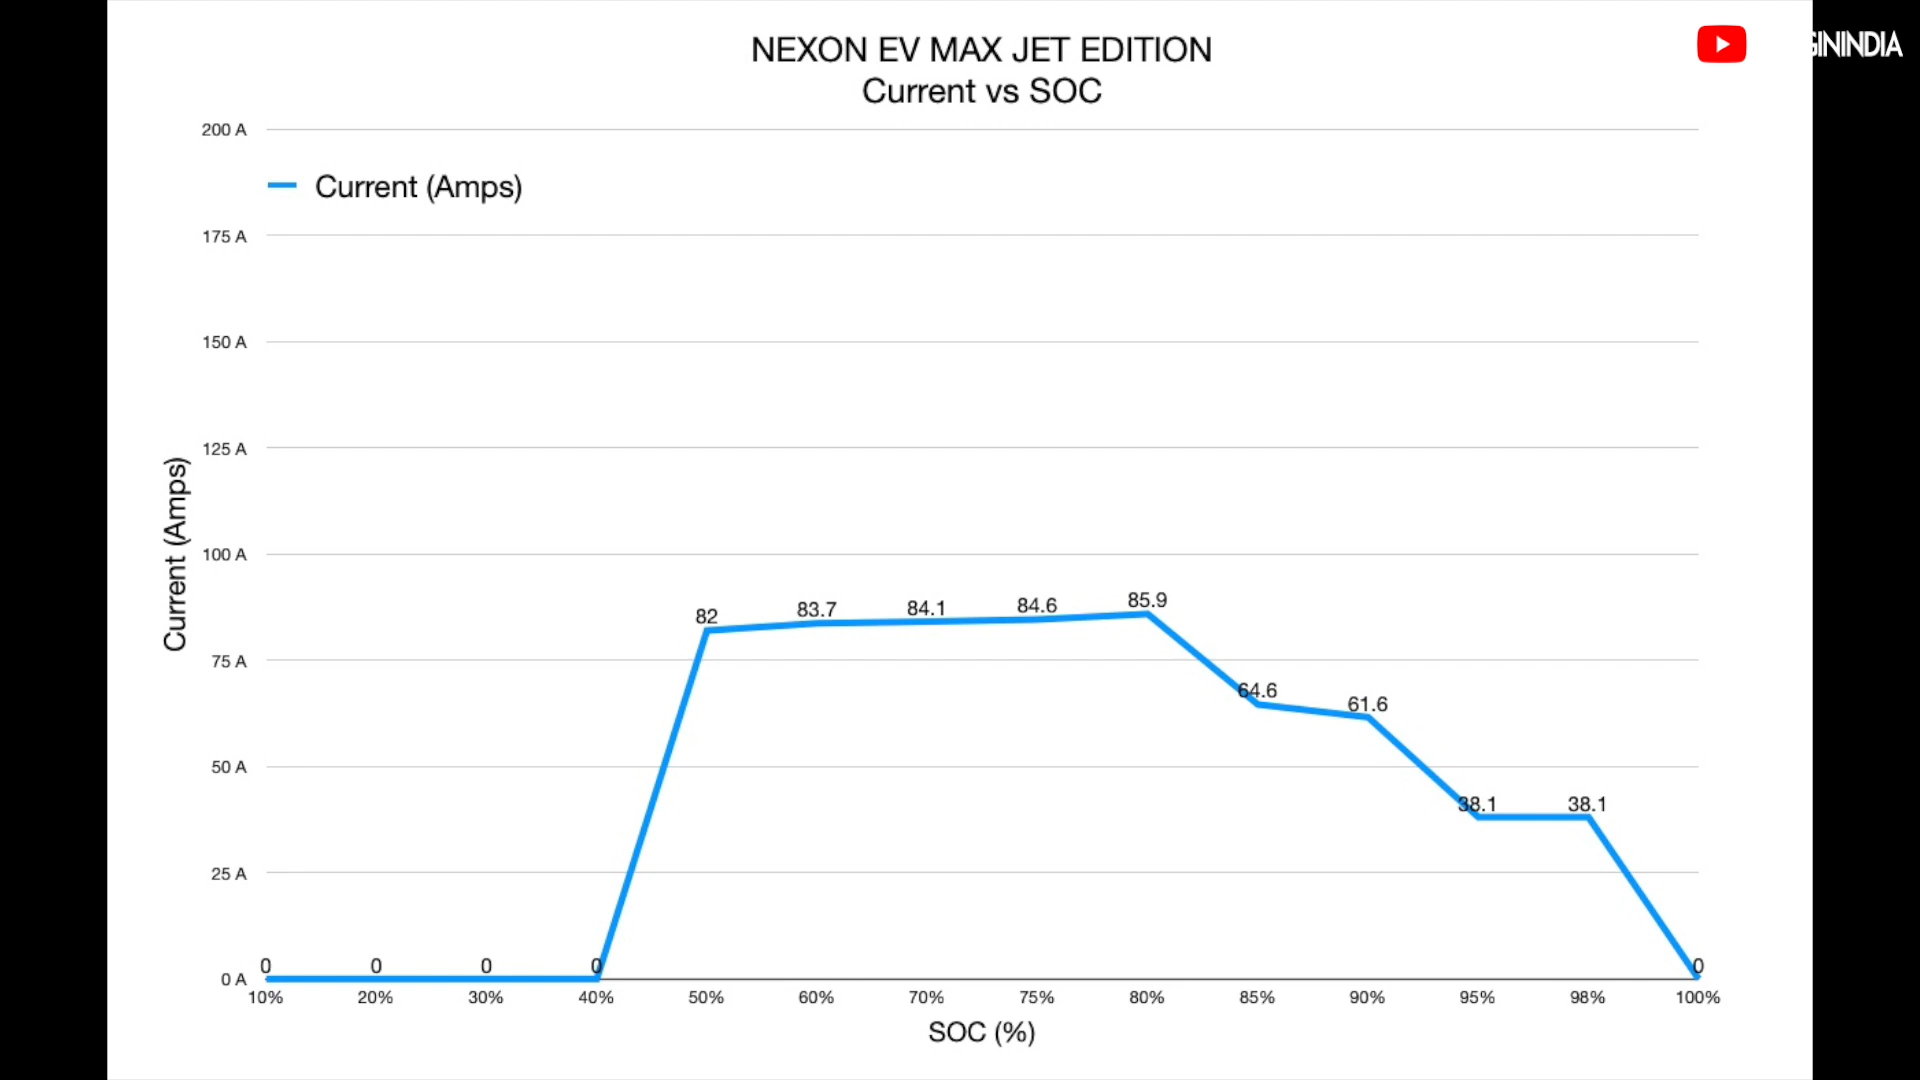 NEXON EV MAX JET EDITION
Current vs SOC
Current (Amps)
200 A
175 A
150 A
125 A
100 A
75 A
50 A
25 A
0 A
Current (Amps)
82
83.7
84.1
84.6
85.9
64.6
61.6
38.1
38.1
0
0
0
0
0
10%
20%
30%
40%
50%
60%
70%
75%
80%
85%
90%
95%
98%
100%
SOC (%)